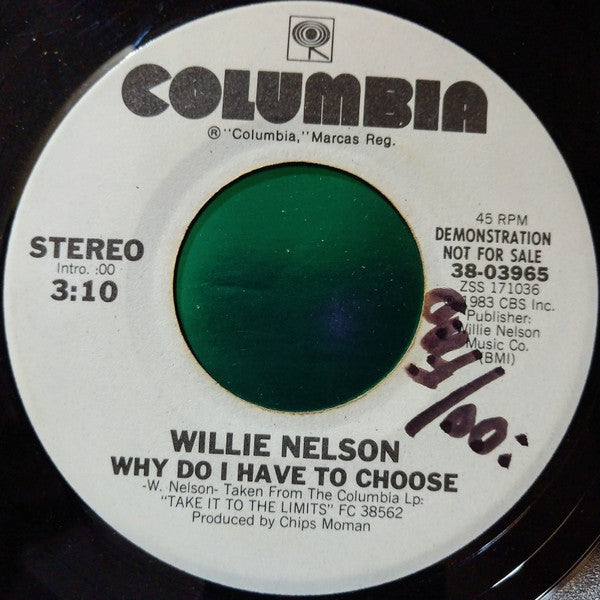 COLUMBIA
® "Columbia," Marcas Reg.
STEREO
Intro. :00
3:10
45 RPM
DEMONSTRATION
NOT FOR SALE
38-03965
ZSS 171036
1983 CBS Inc.
Publisher:
Willie Nelson
Music Co.
(BMI)
WILLIE NELSON
WHY DO I HAVE TO CHOOSE
-W. Nelson- Taken From The Columbia Lp:
"TAKE IT TO THE LIMITS" FC 38562
Produced by Chips Moman